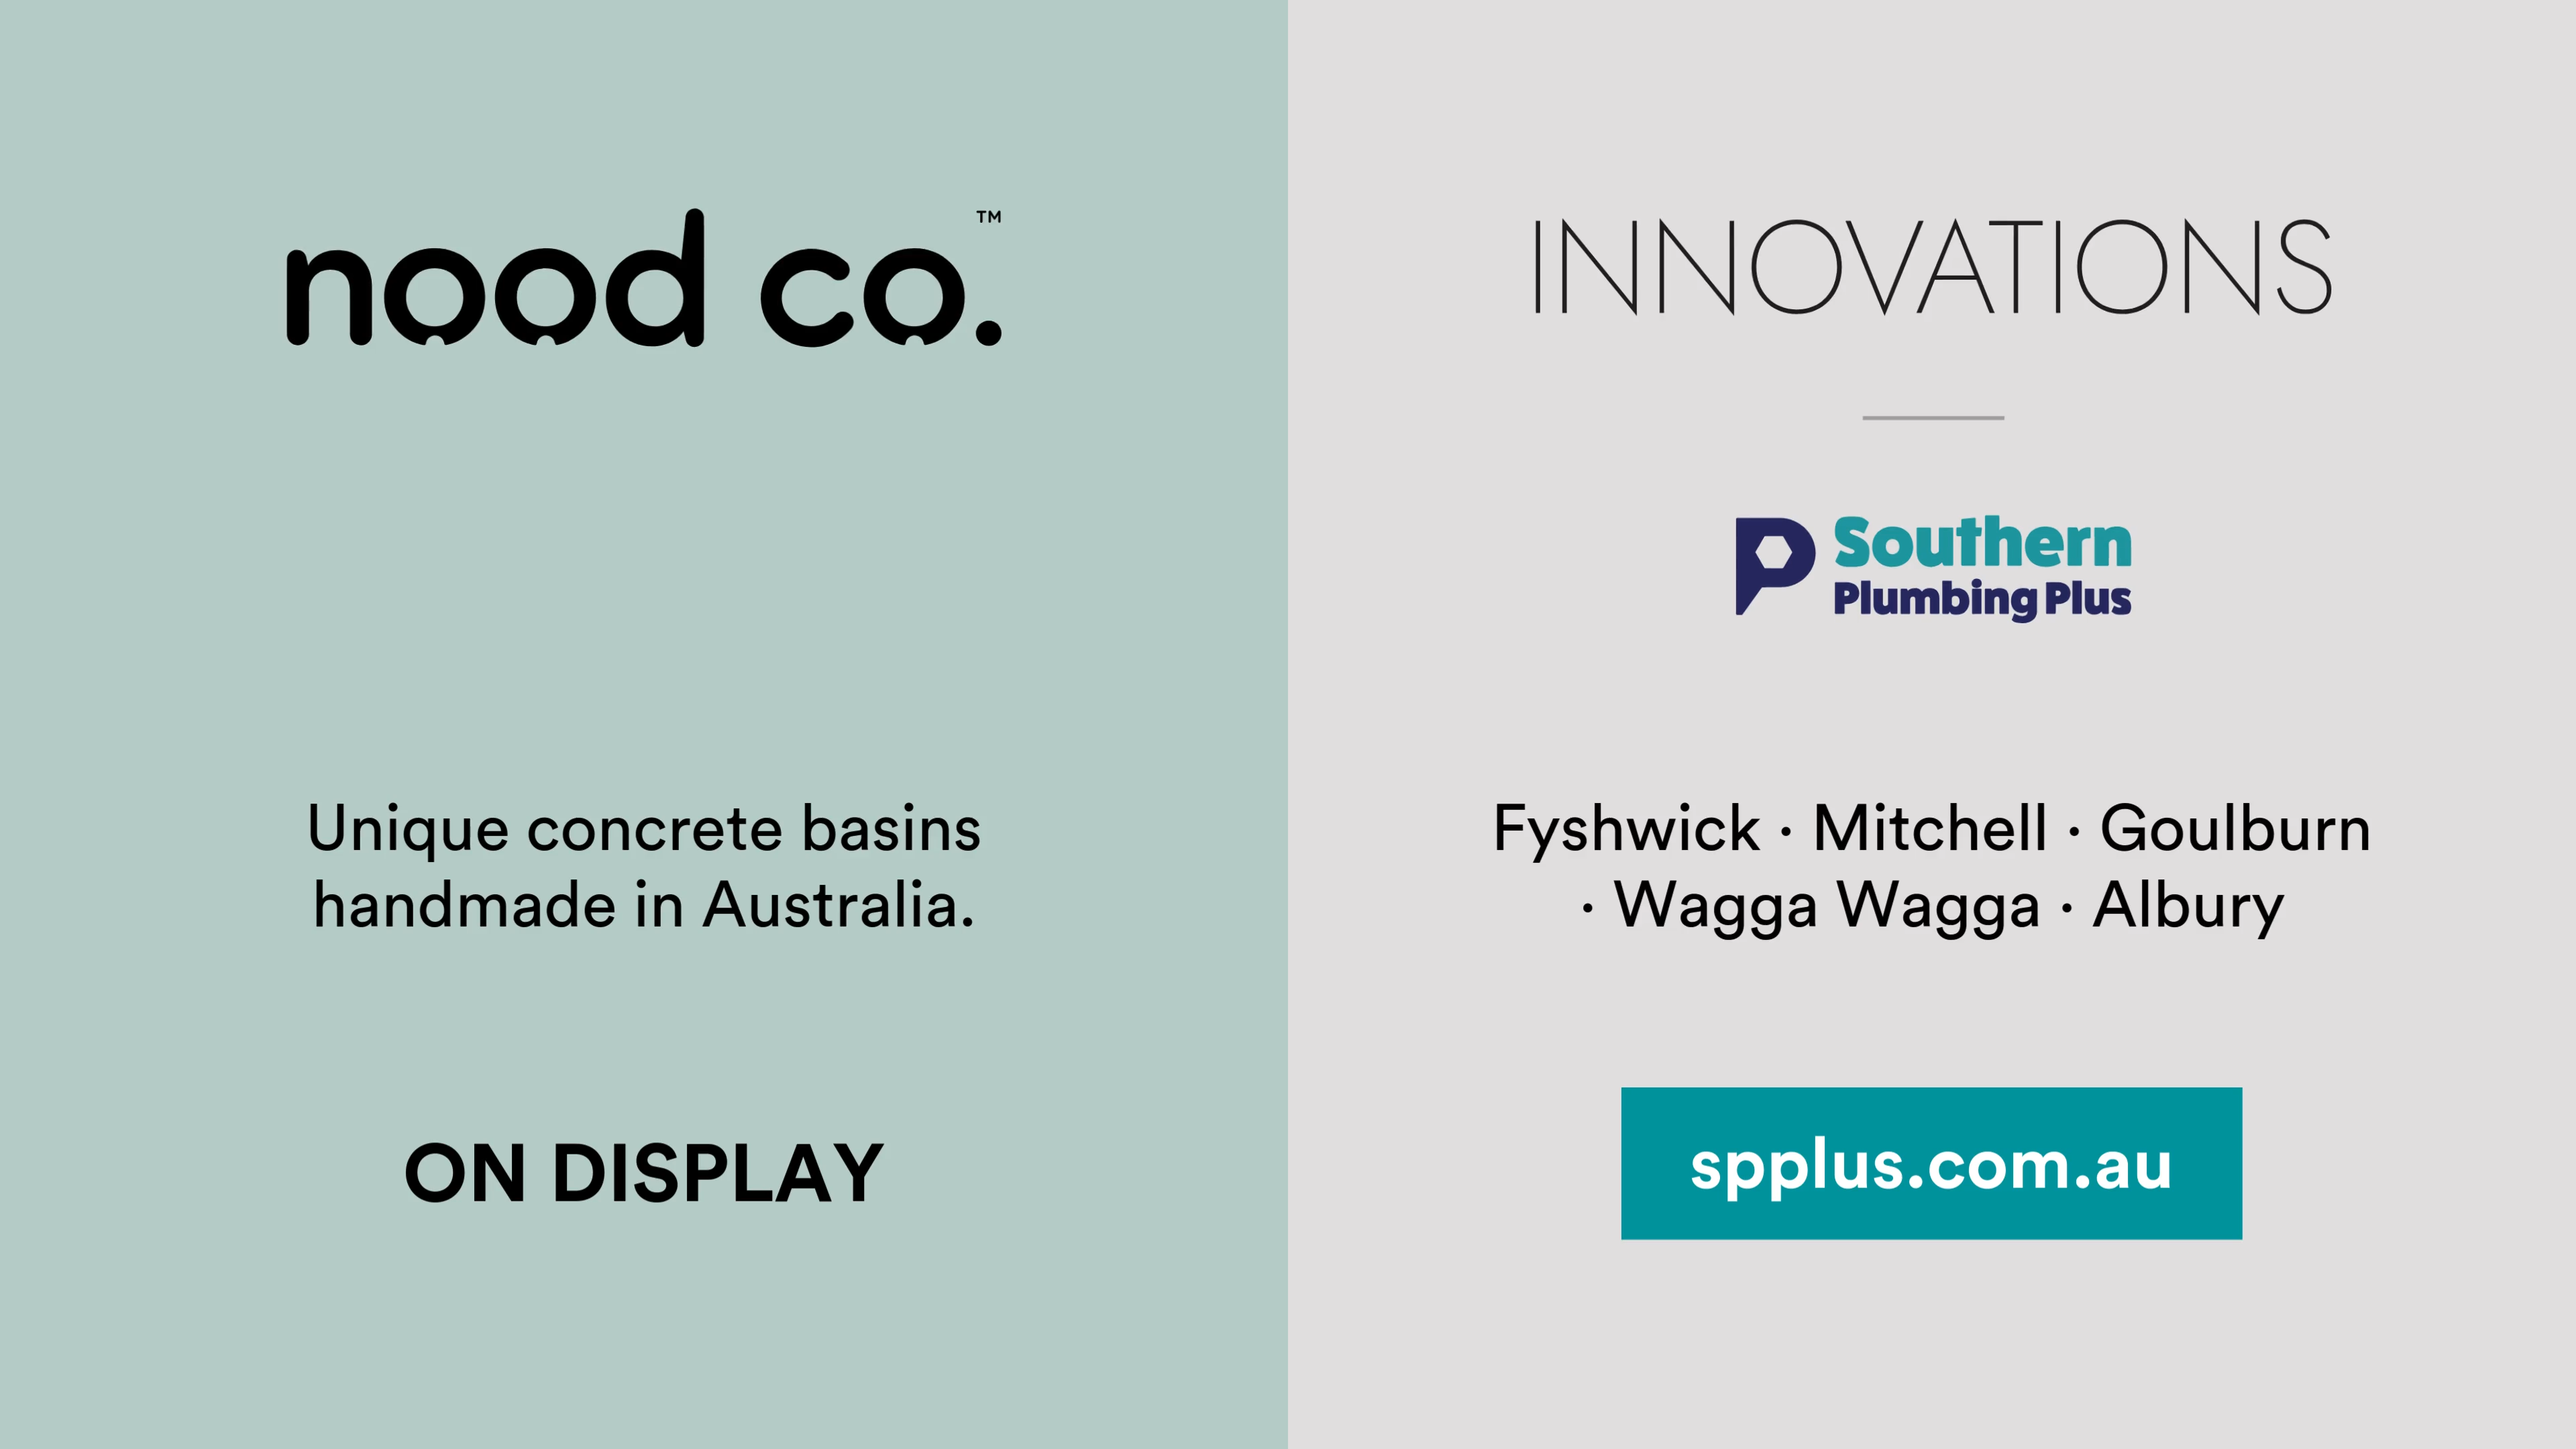 nood co.™
Unique concrete basins
handmade in Australia.
ON DISPLAY
INNOVATIONS
Southern
Plumbing Plus
Fyshwick · Mitchell · Goulburn
· Wagga Wagga · Albury
spplus.com.au